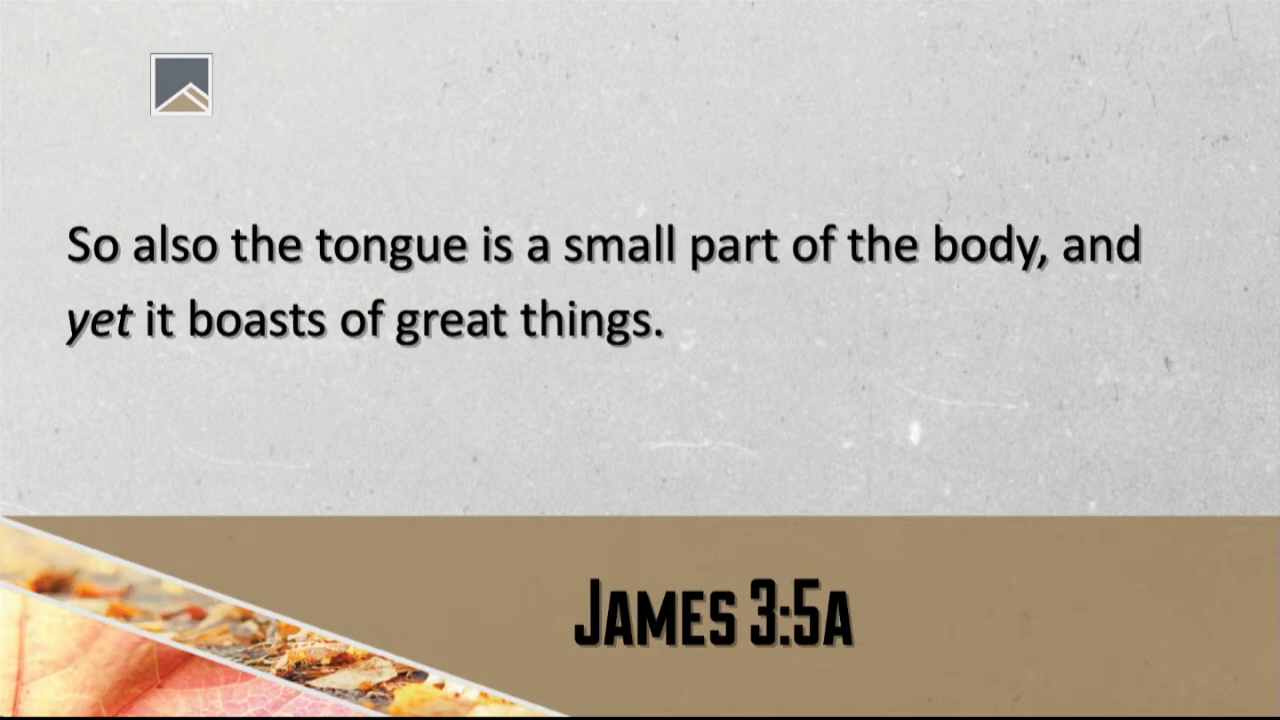 So also the tongue is a small part of the body, and
yet it boasts of great things.
James 3:5a